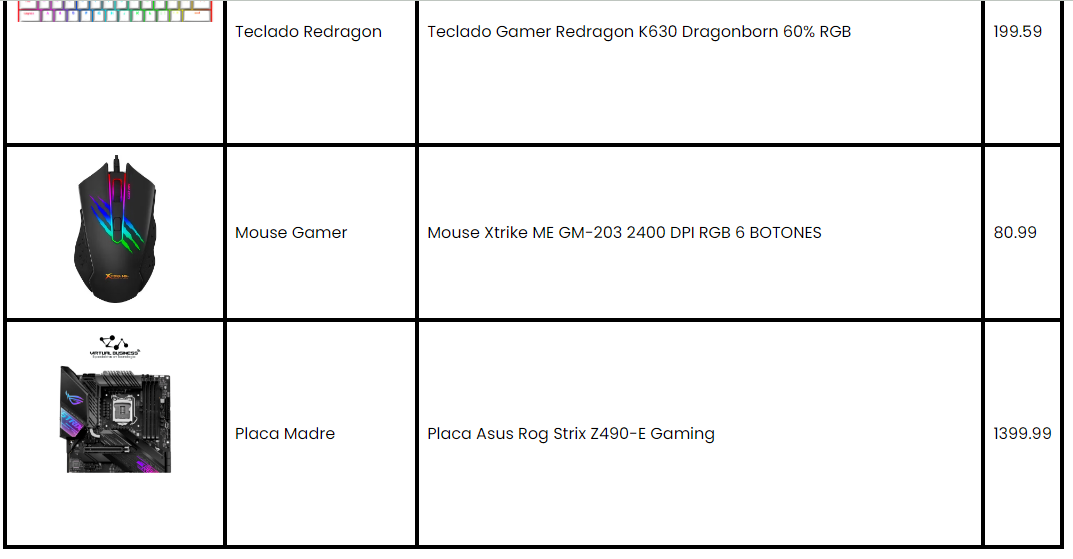 Teclado Redragon
Teclado Gamer Redragon K630 Dragonborn 60% RGB
199.59
Mouse Gamer
Mouse Xtrike ME GM-203 2400 DPI RGB 6 BOTONES
80.99
VIRTUAL BUSINESS
Placa Madre
Placa Asus Rog Strix Z490-E Gaming
1399.99